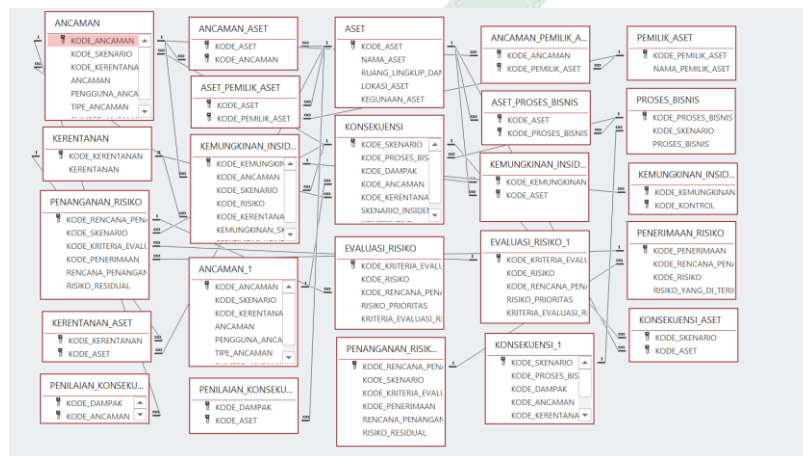 ANCAMAN
KODE_ANCAMAN
KODE_SKENARIO
KODE_KERENTANA
ANCAMAN
PENGGUNA_ANCA
TIPE_ANCAMAN
ANCAMAN_ASET
KODE_ASET
KODE_ANCAMAN
ASET
KODE_ASET
NAMA_ASET
RUANG_LINGKUP_DAN
LOKASI_ASET
KEGUNAAN_ASET
ANCAMAN_PEMILIK_A...
KODE_ANCAMAN
KODE_PEMILIK_ASET
PEMILIK_ASET
KODE_PEMILIK_ASET
NAMA_PEMILIK_ASET
ASET_PEMILIK_ASET
KODE_ASET
KODE_PEMILIK_ASET
ASET_PROSES_BISNIS
KODE_ASET
KODE_PROSES_BISNIS
PROSES_BISNIS
KODE_PROSES_BISNIS
KODE_SKENARIO
PROSES_BISNIS
KERENTANAN
KODE_KERENTANAN
KERENTANAN
KEMUNGKINAN_INSID...
KODE_KEMUNGKIN
KODE_ANCAMAN
KODE_SKENARIO
KODE_RISIKO
KODE_KERENTANA
KEMUNGKINAN_SK
KONSEKUENSI
KODE_SKENARIO
KODE_PROSES_BIS
KODE_DAMPAK
KODE_ANCAMAN
KODE_KERENTANA
SKENARIO_INSIDEN
KEMUNGKINAN_INSID...
KODE_KEMUNGKINAN
KODE_ASET
KEMUNGKINAN_INSID...
KODE_KEMUNGKINAN
KODE_KONTROL
PENANGANAN_RISIKO
KODE_RENCANA_PEN
KODE_SKENARIO
KODE_KRITERIA_EVALU
KODE_PENERIMAAN
RENCANA_PENANGAN
RISIKO_RESIDUAL
ANCAMAN_1
KODE_ANCAMAN
KODE_SKENARIO
KODE_KERENTANA
ANCAMAN
PENGGUNA_ANCA
TIPE_ANCAMAN
EVALUASI_RISIKO
KODE_KRITERIA_EVALU
KODE_RISIKO
KODE_RENCANA_PEN
RISIKO_PRIORITAS
KRITERIA_EVALUASI_RI
EVALUASI_RISIKO_1
KODE_KRITERIA_EVALU
KODE_RISIKO
KODE_RENCANA_PEN
RISIKO_PRIORITAS
KRITERIA_EVALUASI_RI
PENERIMAAN_RISIKO
KODE_PENERIMAAN
KODE_RENCANA_PEN
KODE_RISIKO
RISIKO_YANG_DI_TERI
KERENTANAN_ASET
KODE_KERENTANAN
KODE_ASET
KONSEKUENSI_ASET
KODE_SKENARIO
KODE_ASET
PENILAIAN_KONSEKU...
KODE_DAMPAK
KODE_ANCAMAN
PENILAIAN_KONSEKU...
KODE_DAMPAK
KODE_ASET
PENANGANAN_RISIK...
KODE_RENCANA_PEN
KODE_SKENARIO
KODE_KRITERIA_EVALU
KODE_PENERIMAAN
RENCANA_PENANGAN
RISIKO_RESIDUAL
KONSEKUENSI_1
KODE_SKENARIO
KODE_PROSES_BIS
KODE_DAMPAK
KODE_ANCAMAN
KODE_KERENTANA